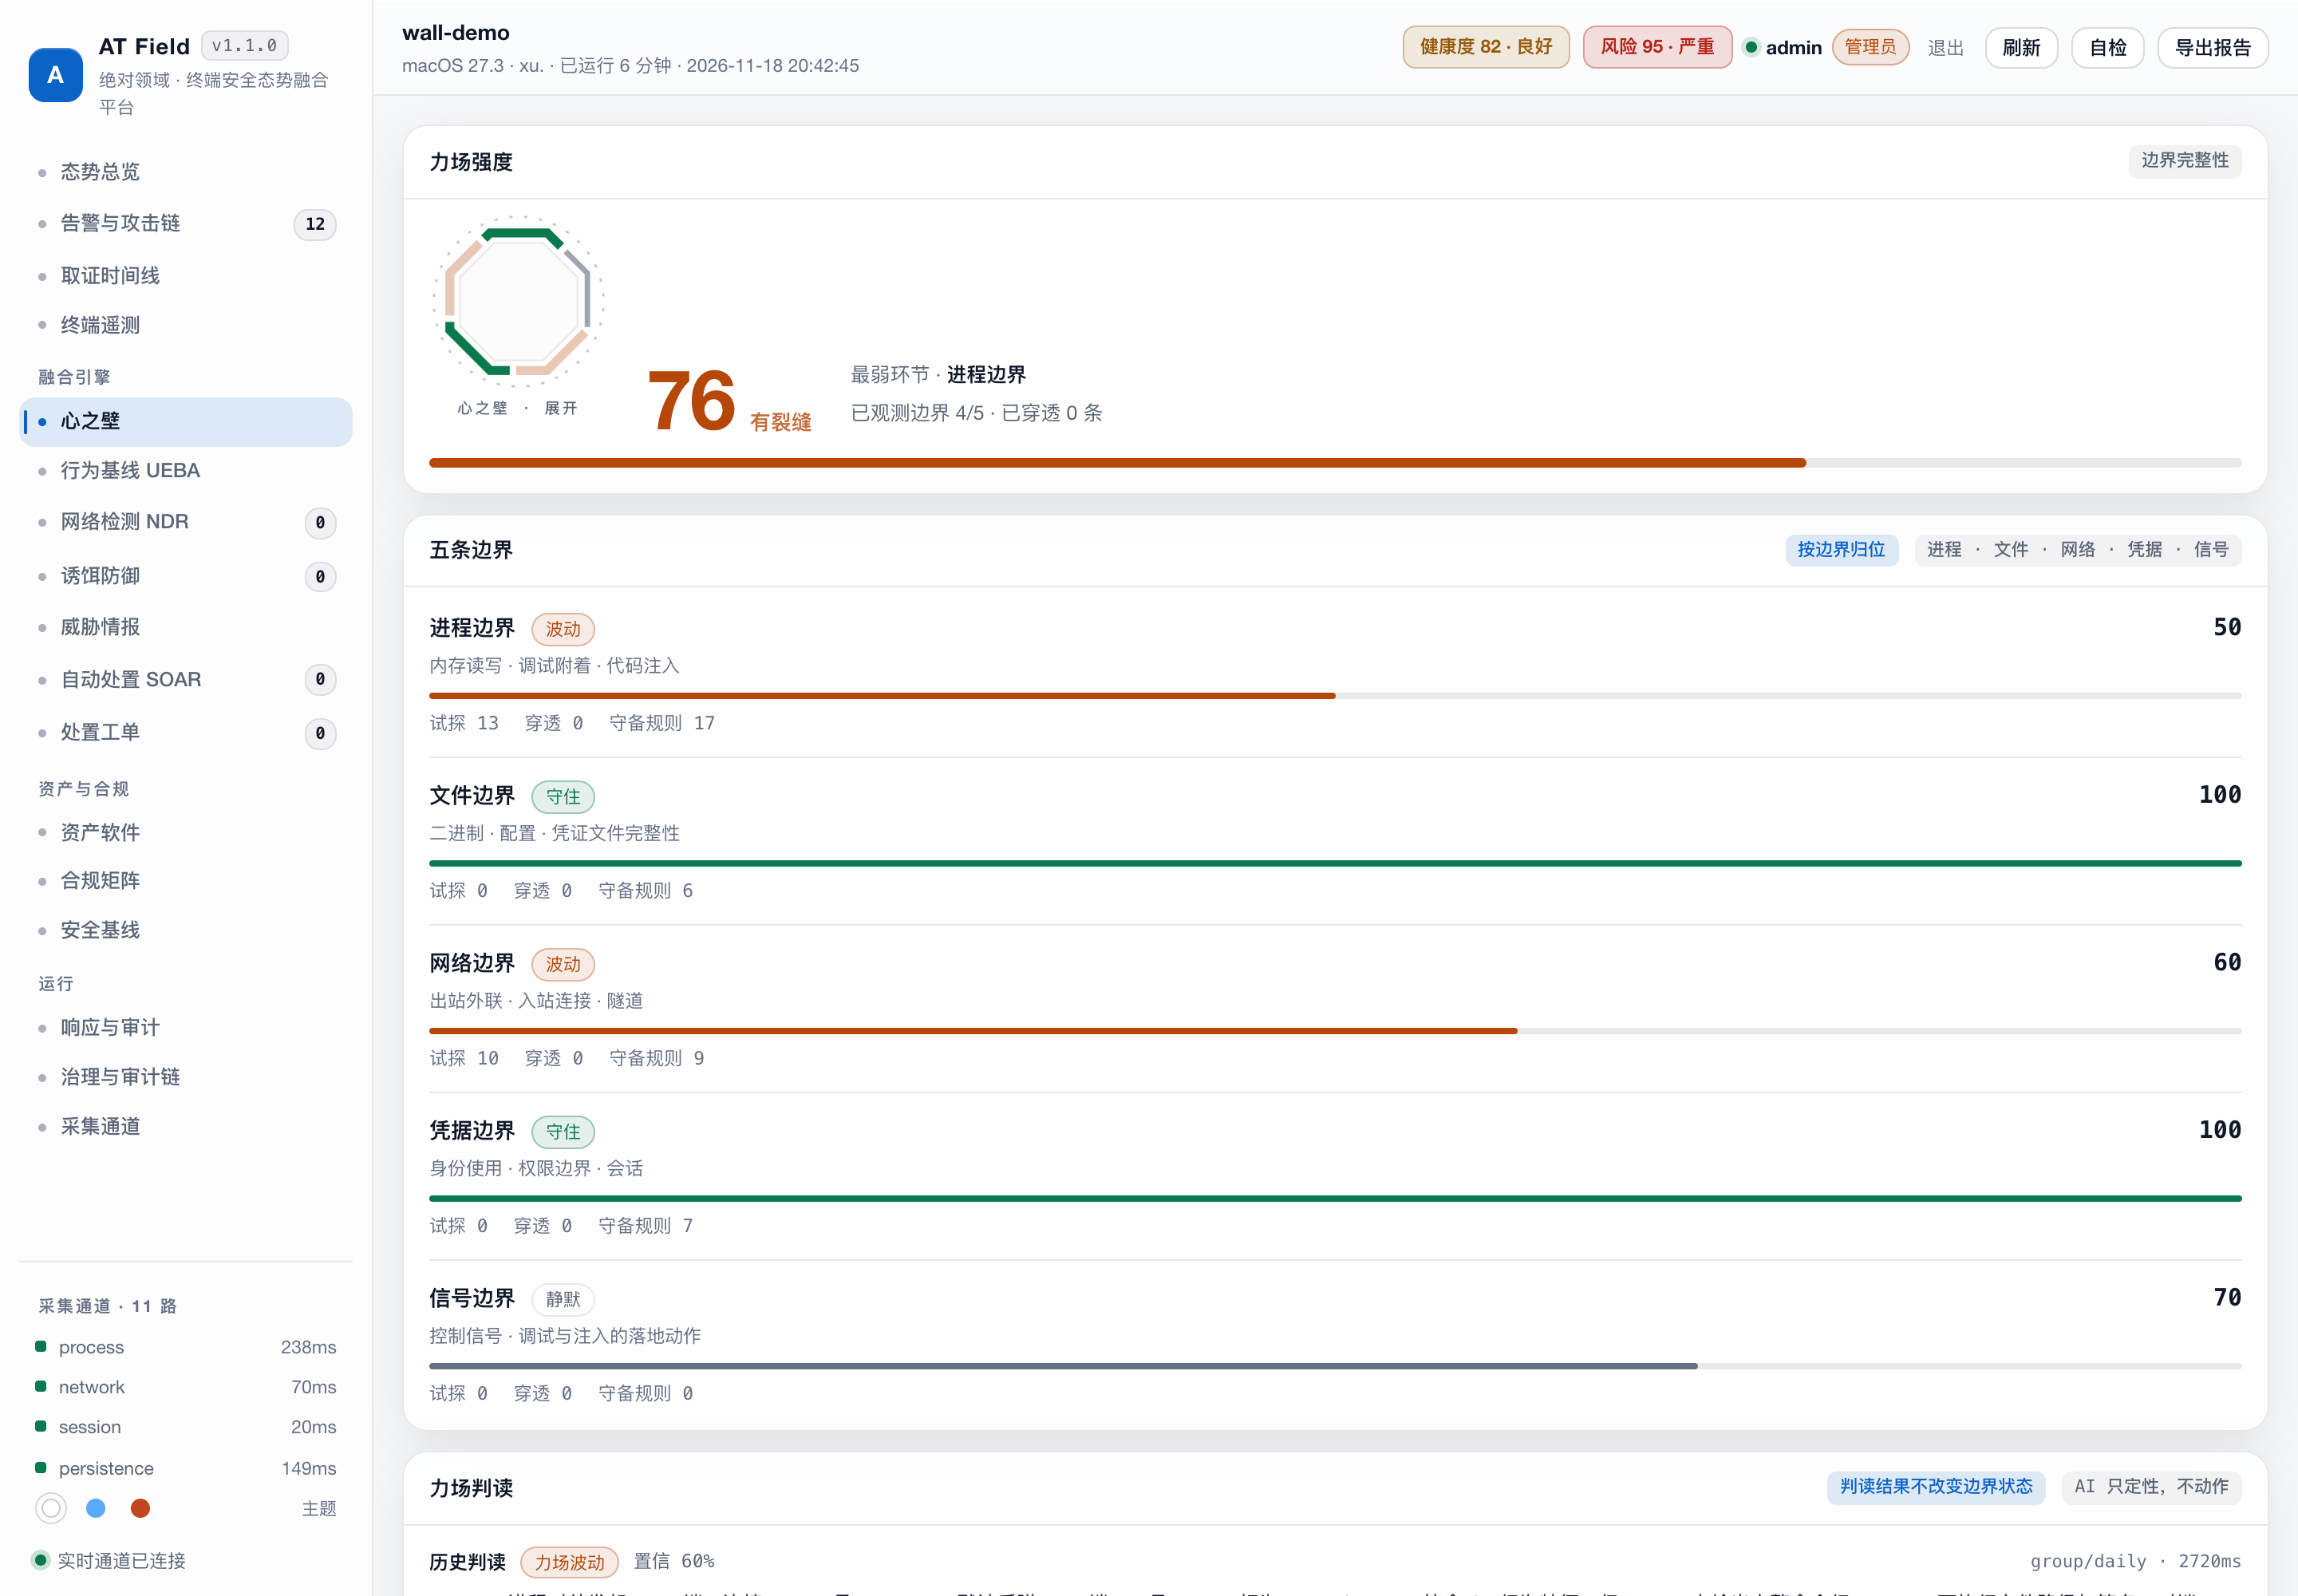 A
AT Field v1.1.0
绝对领域 · 终端安全态势融合
平台
态势总览
告警与攻击链 12
取证时间线
终端遥测
融合引擎
心之壁
行为基线 UEBA
网络检测 NDR 0
诱饵防御 0
威胁情报
自动处置 SOAR 0
处置工单 0
资产与合规
资产软件
合规矩阵
安全基线
运行
响应与审计
治理与审计链
采集通道
采集通道 · 11 路
process 238ms
network 70ms
session 20ms
persistence 149ms
主题
实时通道已连接
wall-demo
macOS 27.3 · xu. · 已运行 6 分钟 · 2026-11-18 20:42:45
健康度 82 · 良好 风险 95 · 严重 admin 管理员 退出 刷新 自检 导出报告
力场强度 边界完整性
心之壁 · 展开
76 有裂缝
最弱环节 · 进程边界
已观测边界 4/5 · 已穿透 0 条
五条边界 按边界归位 进程 · 文件 · 网络 · 凭据 · 信号
进程边界 波动 50
内存读写 · 调试附着 · 代码注入
试探 13 穿透 0 守备规则 17
文件边界 守住 100
二进制 · 配置 · 凭证文件完整性
试探 0 穿透 0 守备规则 6
网络边界 波动 60
出站外联 · 入站连接 · 隧道
试探 10 穿透 0 守备规则 9
凭据边界 守住 100
身份使用 · 权限边界 · 会话
试探 0 穿透 0 守备规则 7
信号边界 静默 70
控制信号 · 调试与注入的落地动作
试探 0 穿透 0 守备规则 0
力场判读 判读结果不改变边界状态 AI 只定性，不动作
历史判读 力场波动 置信 60% group/daily · 2720ms